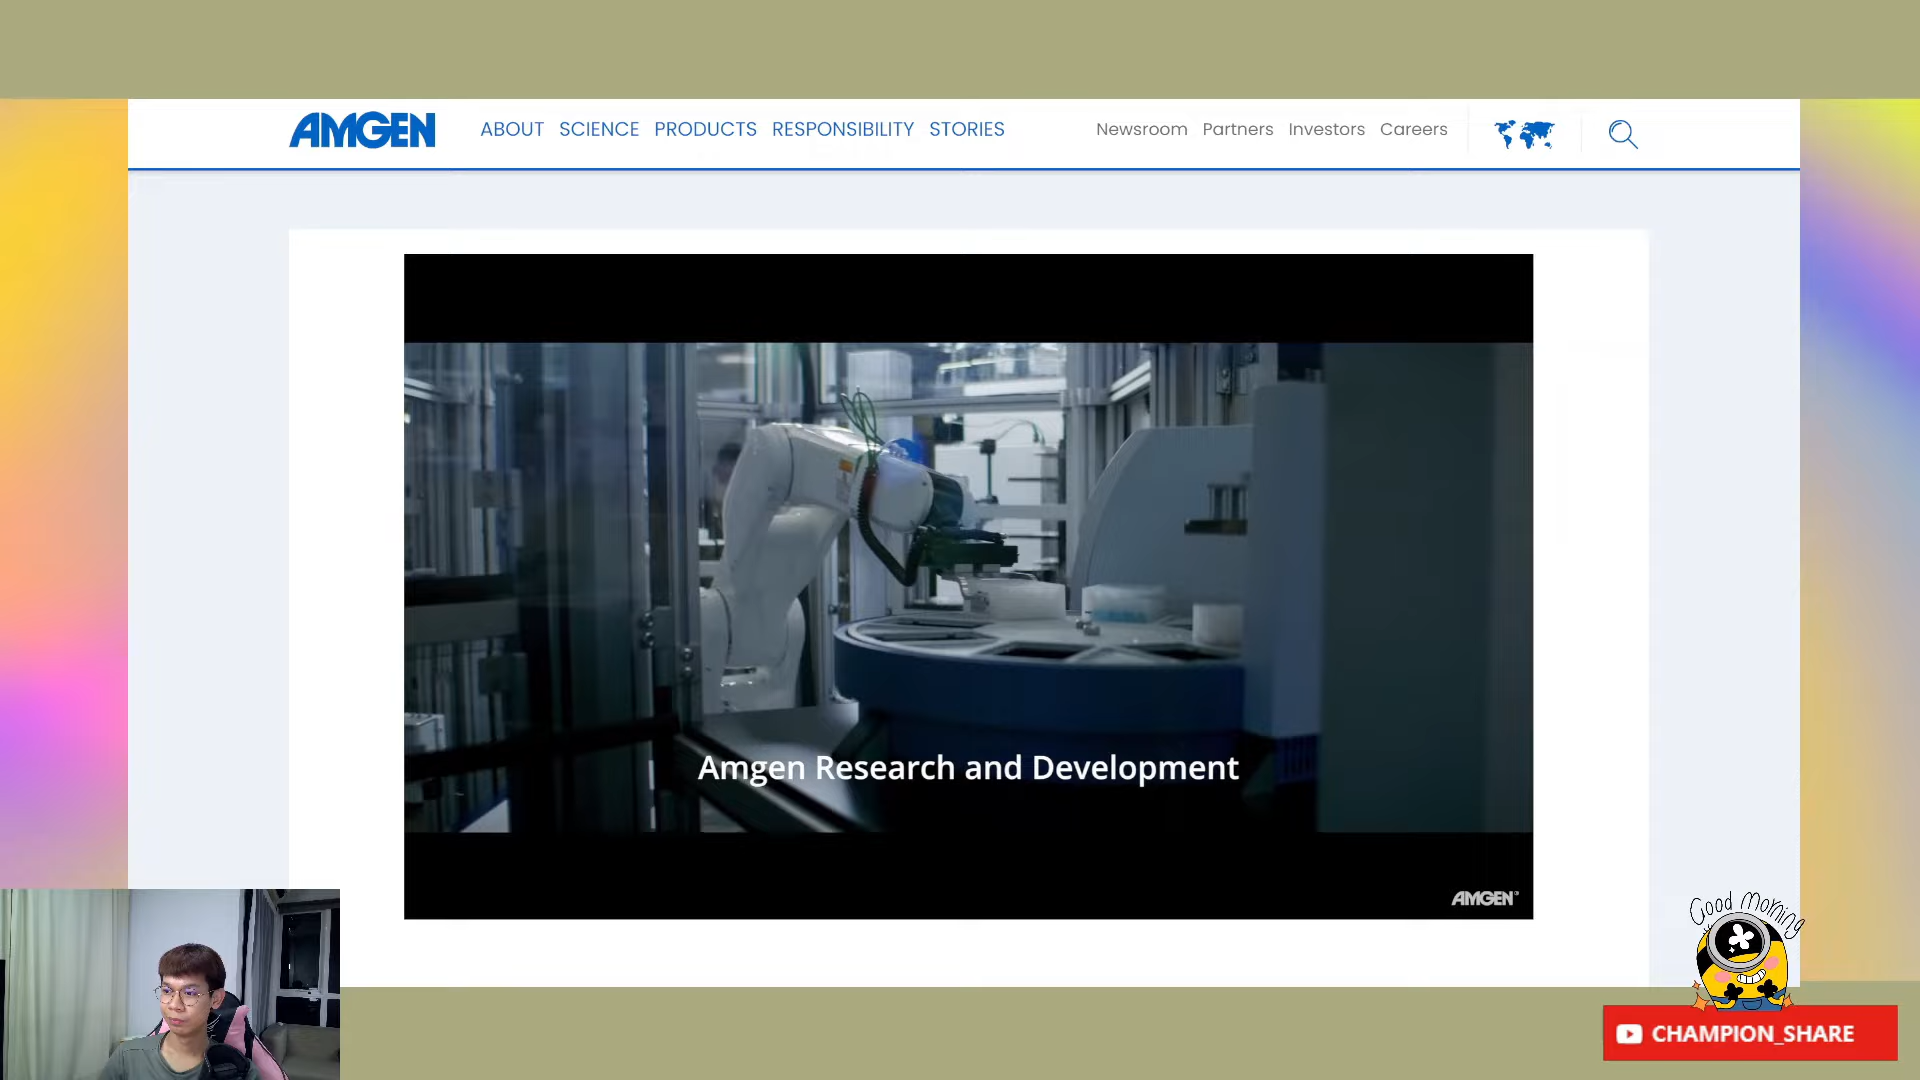 AMGEN
ABOUT SCIENCE PRODUCTS RESPONSIBILITY STORIES
Newsroom Partners Investors Careers
Amgen Research and Development
AMGEN
Good Morning
CHAMPION_SHARE